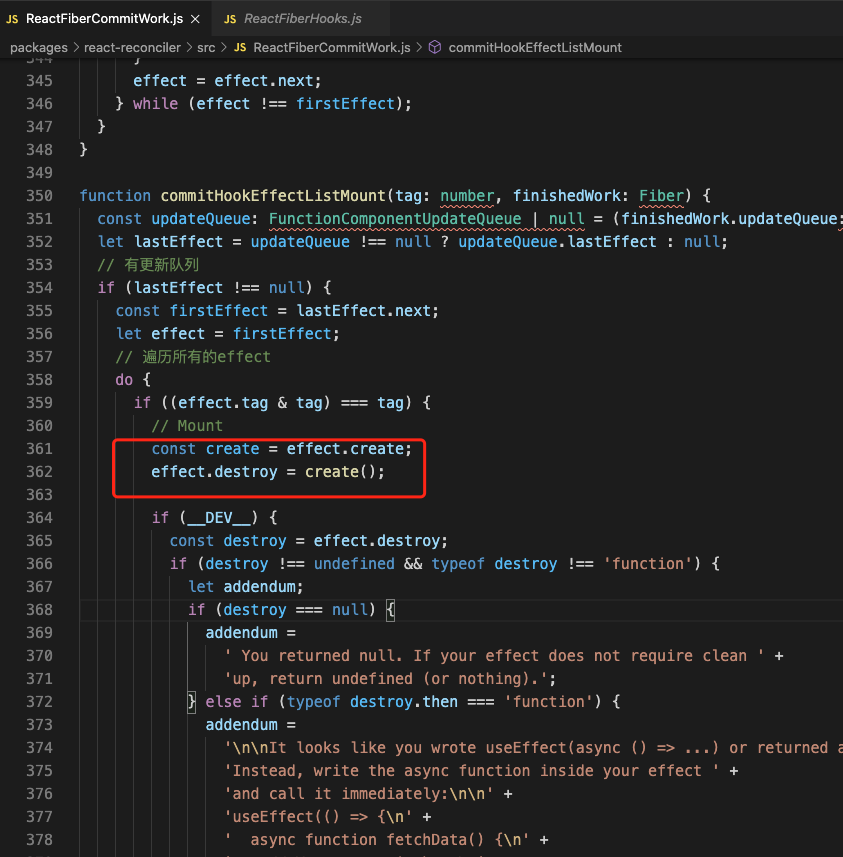 JS ReactFiberCommitWork.js × JS ReactFiberHooks.js
packages > react-reconciler > src > JS ReactFiberCommitWork.js > commitHookEffectListMount
344 }
345 effect = effect.next;
346 } while (effect !== firstEffect);
347 }
348 }
349
350 function commitHookEffectListMount(tag: number, finishedWork: Fiber) {
351 const updateQueue: FunctionComponentUpdateQueue | null = (finishedWork.updateQueue:
352 let lastEffect = updateQueue !== null ? updateQueue.lastEffect : null;
353 // 有更新队列
354 if (lastEffect !== null) {
355 const firstEffect = lastEffect.next;
356 let effect = firstEffect;
357 // 遍历所有的effect
358 do {
359 if ((effect.tag & tag) === tag) {
360 // Mount
361 const create = effect.create;
362 effect.destroy = create();
363
364 if (__DEV__) {
365 const destroy = effect.destroy;
366 if (destroy !== undefined && typeof destroy !== 'function') {
367 let addendum;
368 if (destroy === null) {
369 addendum =
370 ' You returned null. If your effect does not require clean ' +
371 'up, return undefined (or nothing).';
372 } else if (typeof destroy.then === 'function') {
373 addendum =
374 '\n\nIt looks like you wrote useEffect(async () => ...) or returned a
375 'Instead, write the async function inside your effect ' +
376 'and call it immediately:\n\n' +
377 'useEffect(() => {\n' +
378 ' async function fetchData() {\n' +